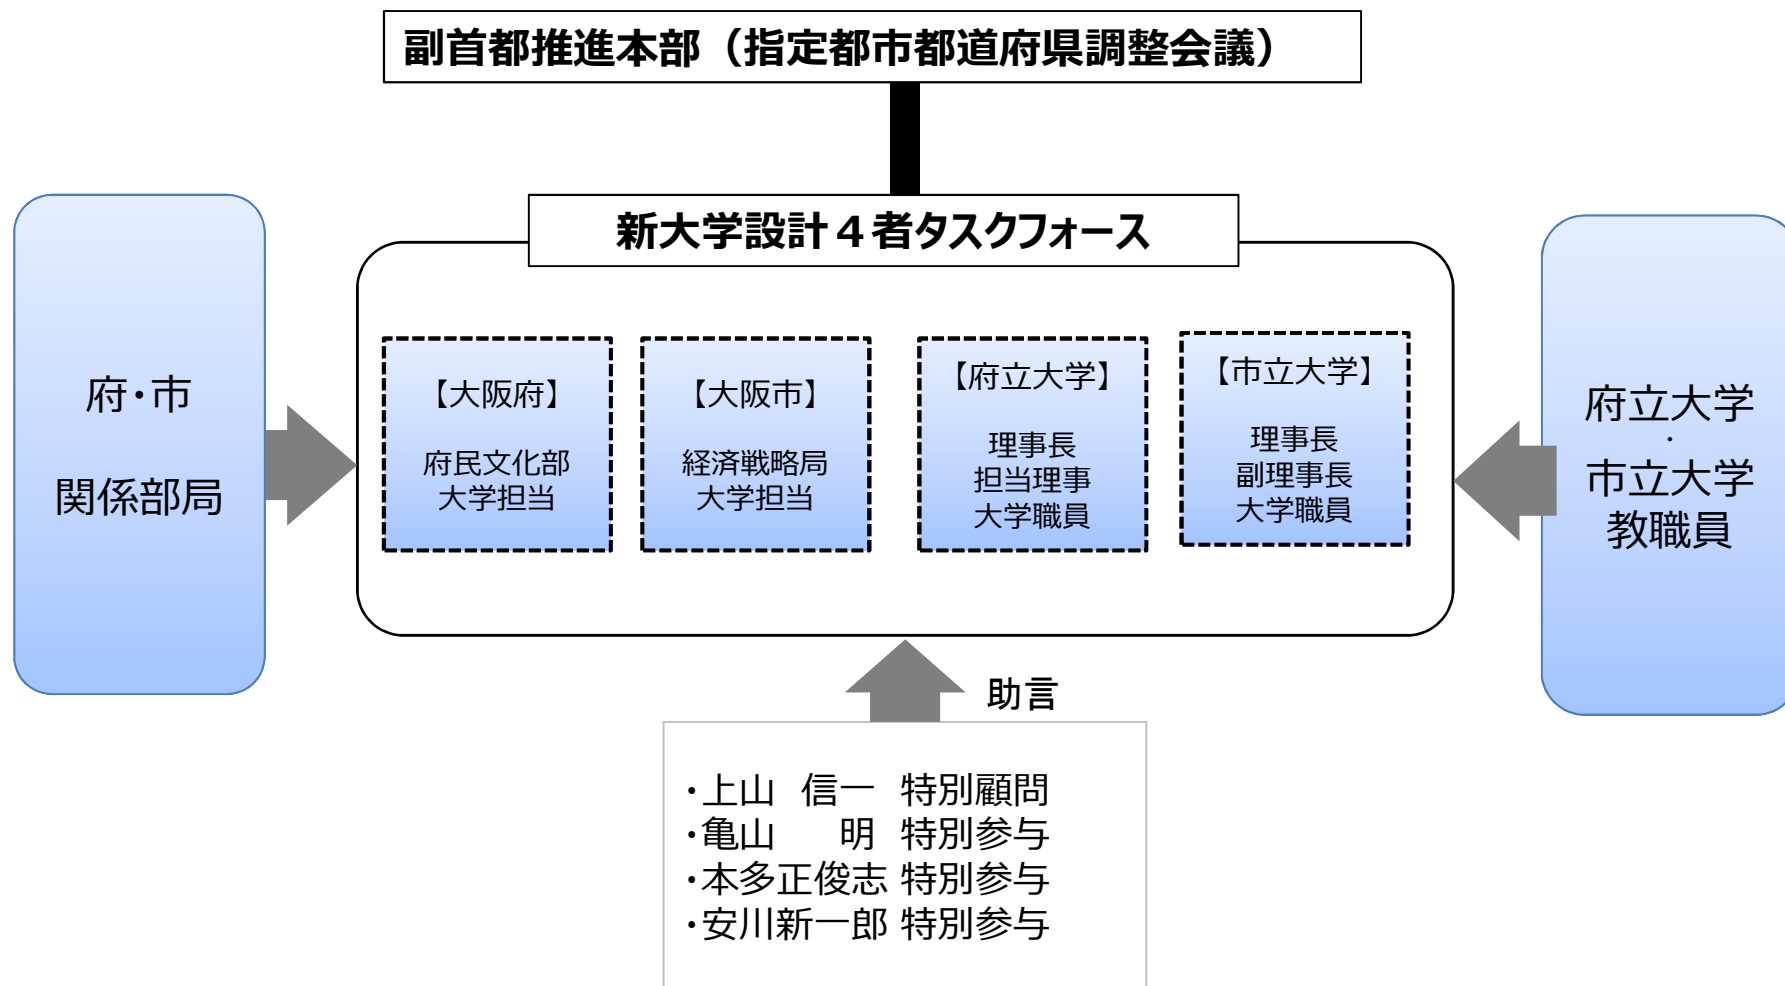 副首都推進本部（指定都市都道府県調整会議）
新大学設計４者タスクフォース
府・市
関係部局
【大阪府】
府民文化部
大学担当
【大阪市】
経済戦略局
大学担当
【府立大学】
理事長
担当理事
大学職員
【市立大学】
理事長
副理事長
大学職員
府立大学
・
市立大学
教職員
助言
・上山　信一　特別顧問
・亀山　　明　特別参与
・本多正俊志 特別参与
・安川新一郎 特別参与